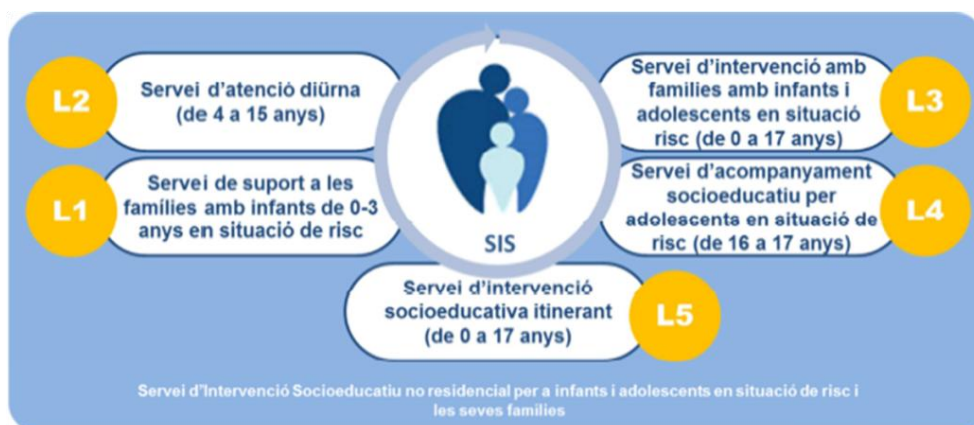 L2
Servei d'atenció diürna
(de 4 a 15 anys)
L1
Servei de suport a les
famílies amb infants de 0-3
anys en situació de risc
SIS
Servei d'intervenció amb
families amb infants i
adolescents en situació
risc (de 0 a 17 anys)
L3
Servei d'acompanyament
socioeducatiu per
adolescents en situació de
risc (de 16 a 17 anys)
L4
Servei d'intervenció
socioeducativa itinerant
(de 0 a 17 anys)
L5
Servei d'Intervenció Socioeducatiu no residencial per a infants i adolescents en situació de risc i
les seves famílies